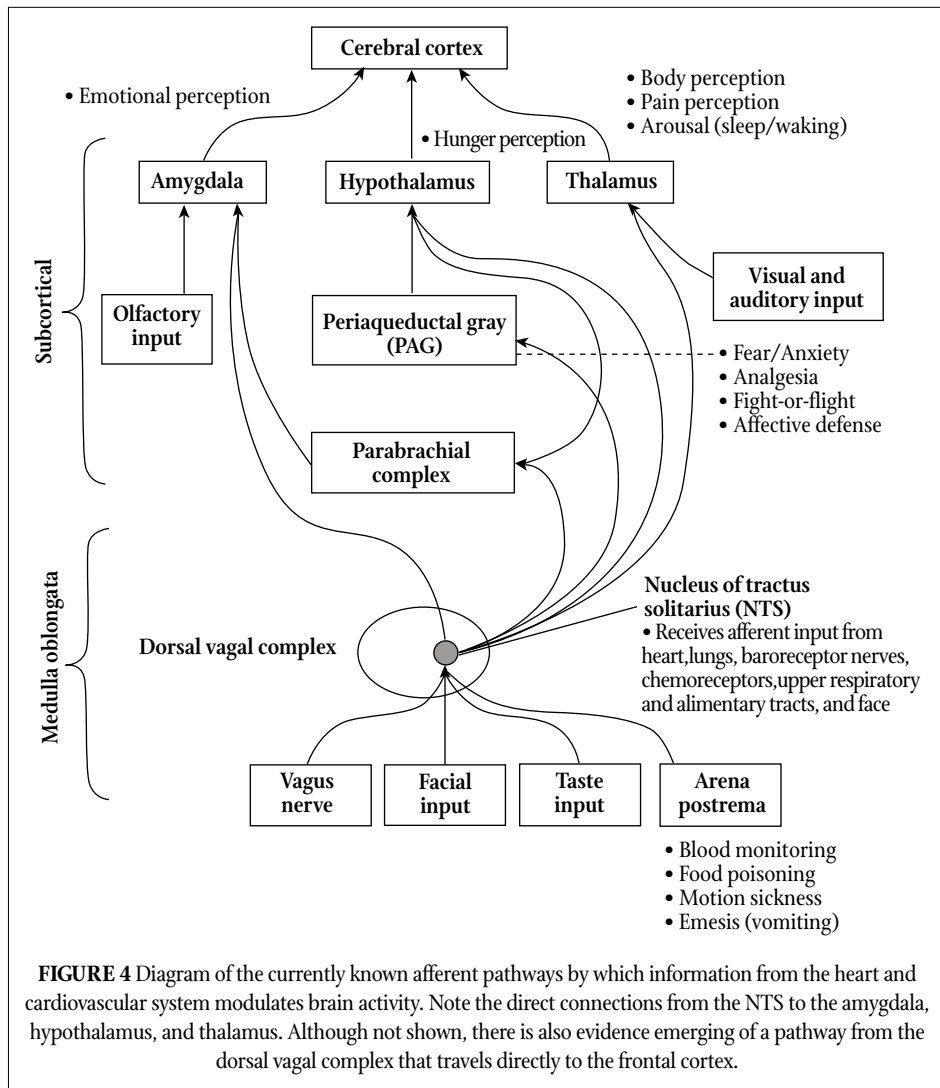 Cerebral cortex
• Emotional perception
• Body perception
• Pain perception
• Arousal (sleep/waking)
• Hunger perception
Amygdala
Hypothalamus
Thalamus
Subcortical
Olfactory
input
Periaqueductal gray
(PAG)
Visual and
auditory input
• Fear/Anxiety
• Analgesia
• Fight-or-flight
• Affective defense
Parabrachial
complex
Medulla oblongata
Dorsal vagal complex
Nucleus of tractus
solitarius (NTS)
• Receives afferent input from
heart,lungs, baroreceptor nerves,
chemoreceptors,upper respiratory
and alimentary tracts, and face
Vagus
nerve
Facial
input
Taste
input
Arena
postrema
• Blood monitoring
• Food poisoning
• Motion sickness
• Emesis (vomiting)
FIGURE 4 Diagram of the currently known afferent pathways by which information from the heart and
cardiovascular system modulates brain activity. Note the direct connections from the NTS to the amygdala,
hypothalamus, and thalamus. Although not shown, there is also evidence emerging of a pathway from the
dorsal vagal complex that travels directly to the frontal cortex.